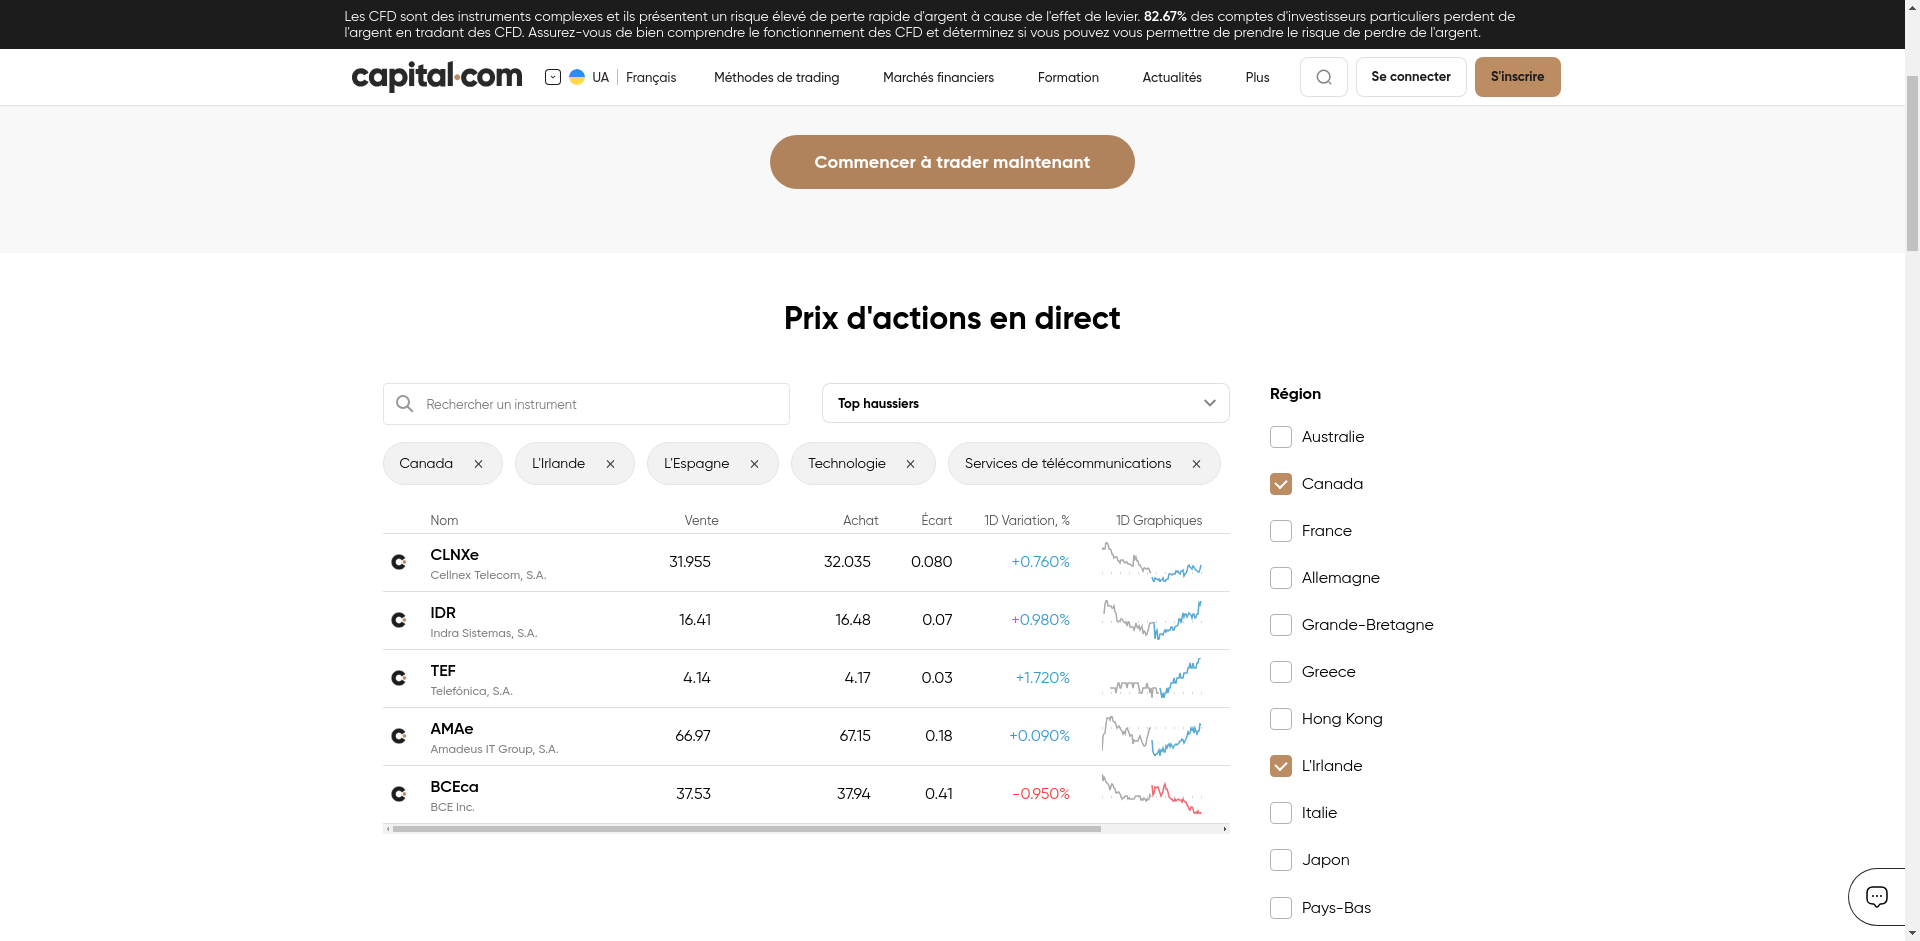 Les CFD sont des instruments complexes et ils présentent un risque élevé de perte rapide d'argent à cause de l'effet de levier. 82.67% des comptes d'investisseurs particuliers perdent de
l'argent en tradant des CFD. Assurez-vous de bien comprendre le fonctionnement des CFD et déterminez si vous pouvez vous permettre de prendre le risque de perdre de l'argent.
capital.com UA Français Méthodes de trading Marchés financiers Formation Actualités Plus Se connecter S'inscrire
Commencer à trader maintenant
Prix d'actions en direct
Rechercher un instrument Top haussiers
Canada L'Irlande L'Espagne Technologie Services de télécommunications
Nom Vente Achat Écart 1D Variation, % 1D Graphiques
CLNXe 31.955 32.035 0.080 +0.760%
Cellnex Telecom, S.A.
IDR 16.41 16.48 0.07 +0.980%
Indra Sistemas, S.A.
TEF 4.14 4.17 0.03 +1.720%
Telefónica, S.A.
AMAe 66.97 67.15 0.18 +0.090%
Amadeus IT Group, S.A.
BCEca 37.53 37.94 0.41 -0.950%
BCE Inc.
Région
Australie
Canada
France
Allemagne
Grande-Bretagne
Greece
Hong Kong
L'Irlande
Italie
Japon
Pays-Bas